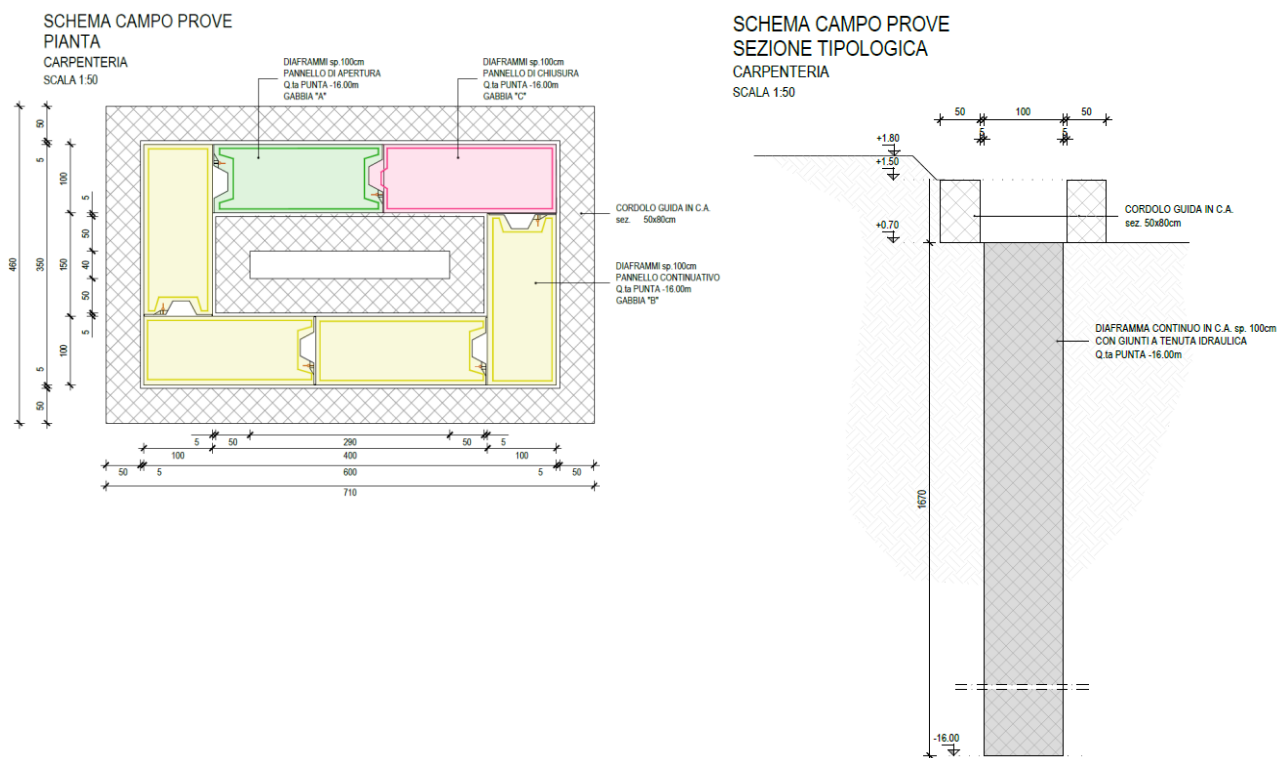 SCHEMA CAMPO PROVE
PIANTA
CARPENTERIA
SCALA 1:50
DIAFRAMMI sp.100cm
PANNELLO DI APERTURA
Q.ta PUNTA -16.00m
GABBIA "A"
DIAFRAMMI sp.100cm
PANNELLO DI CHIUSURA
Q.ta PUNTA -16.00m
GABBIA "C"
CORDOLO GUIDA IN C.A.
sez. 50x80cm
DIAFRAMMI sp.100cm
PANNELLO CONTINUATIVO
Q.ta PUNTA -16.00m
GABBIA "B"
460
50
5
350
5
50
100
150
100
5
50
40
50
5
5 50 290 50 5
100 400 100
50 5 600 5 50
710
SCHEMA CAMPO PROVE
SEZIONE TIPOLOGICA
CARPENTERIA
SCALA 1:50
50 100 50
5 5
+1.80
+1.50
+0.70
CORDOLO GUIDA IN C.A.
sez. 50x80cm
DIAFRAMMA CONTINUO IN C.A. sp. 100cm
CON GIUNTI A TENUTA IDRAULICA
Q.ta PUNTA -16.00m
1670
-16.00